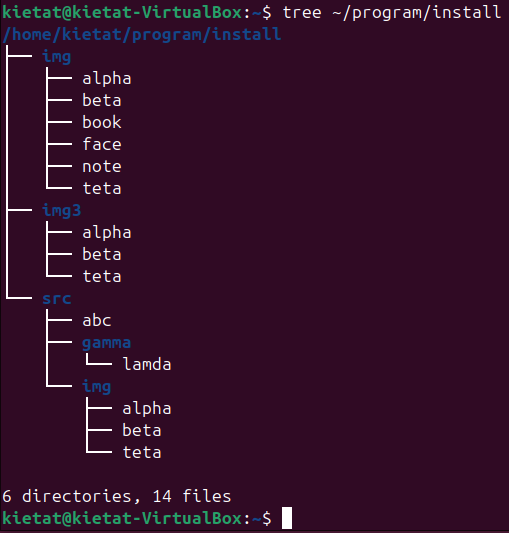 kietat@kietat-VirtualBox:~$ tree ~/program/install
/home/kietat/program/install
├── img
│   ├── alpha
│   ├── beta
│   ├── book
│   ├── face
│   ├── note
│   └── teta
├── img3
│   ├── alpha
│   ├── beta
│   └── teta
└── src
    ├── abc
    ├── gamma
    │   └── lamda
    └── img
        ├── alpha
        ├── beta
        └── teta

6 directories, 14 files
kietat@kietat-VirtualBox:~$